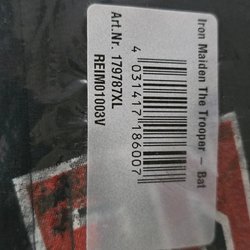 Iron Maiden The Trooper – Bat
4 031417 186007
Art.Nr. 179787XL
REIM01003V